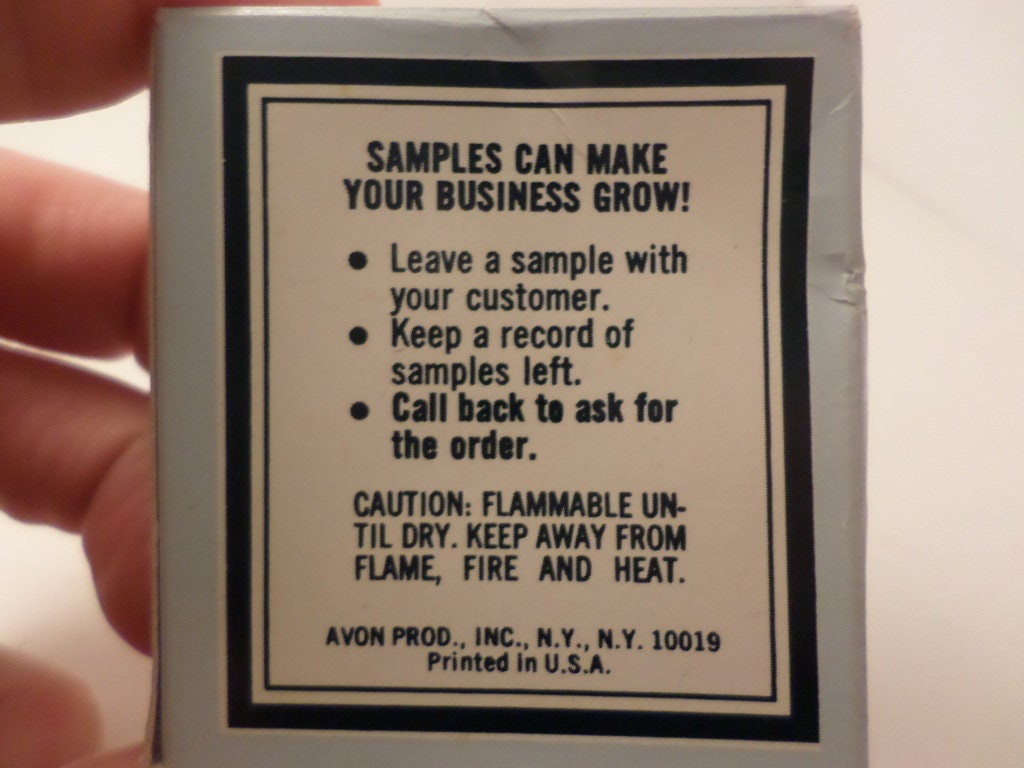 SAMPLES CAN MAKE
YOUR BUSINESS GROW!
● Leave a sample with
your customer.
● Keep a record of
samples left.
● Call back to ask for
the order.
CAUTION: FLAMMABLE UN-
TIL DRY. KEEP AWAY FROM
FLAME, FIRE AND HEAT.
AVON PROD., INC., N.Y., N.Y. 10019
Printed in U.S.A.